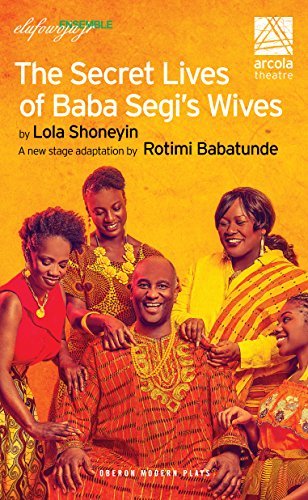 elufowoju jr
ENSEMBLE
arcola
theatre
The Secret Lives
of Baba Segi's Wives
by Lola Shoneyin
A new stage adaptation by Rotimi Babatunde
OBERON MODERN PLAYS